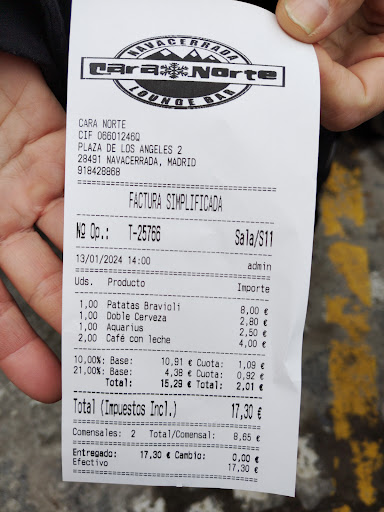 NAVACERRADA
Cara Norte
LOUNGE BAR
CARA NORTE
CIF 06601246Q
PLAZA DE LOS ANGELES 2
28491 NAVACERRADA, MADRID
918428868
FACTURA SIMPLIFICADA
Nº Op.: T-25766 Sala/S11
13/01/2024 14:00 admin
Uds. Producto Importe
1,00 Patatas Bravioli 8,00 €
1,00 Doble Cerveza 2,80 €
1,00 Aquarius 2,50 €
2,00 Café con leche 4,00 €
10,00%: Base: 10,91 € Cuota: 1,09 €
21,00%: Base: 4,38 € Cuota: 0,92 €
Total: 15,29 € Total: 2,01 €
Total (Impuestos Incl.) 17,30 €
Comensales: 2 Total/Comensal: 8,65 €
Entregado: 17,30 € Cambio: 0,00 €
Efectivo 17,30 €